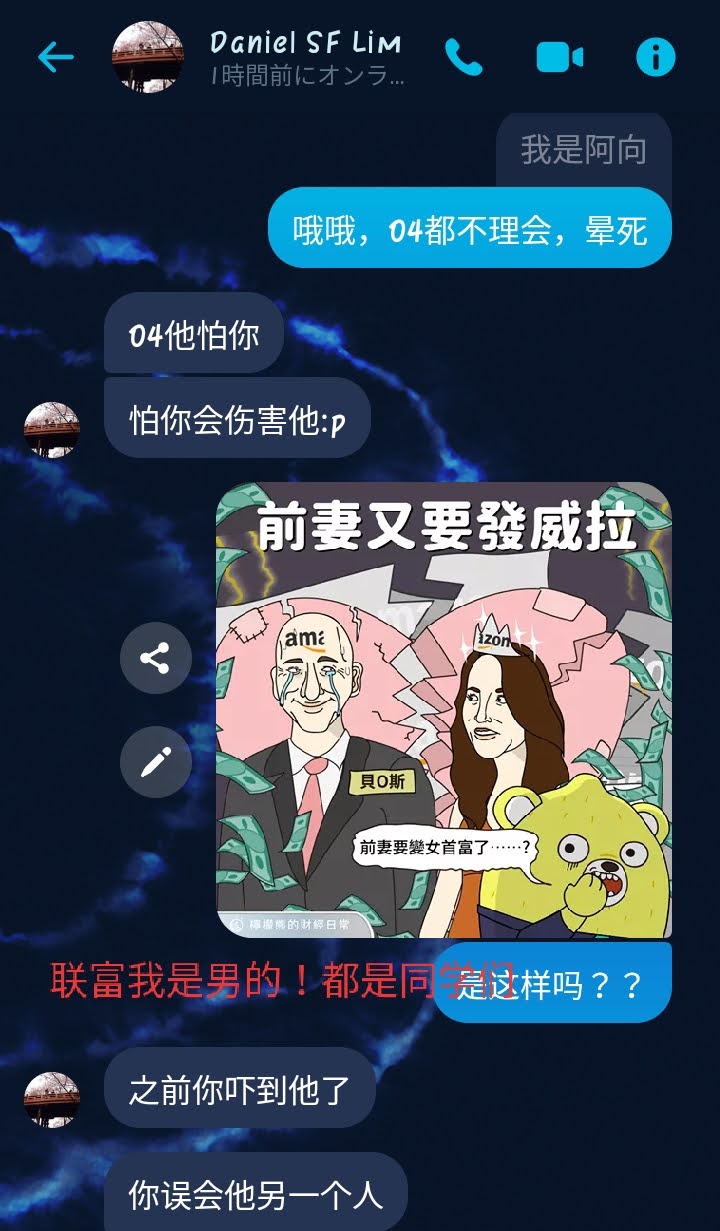 Daniel SF Lim
1時間前にオンラ...
我是阿向
哦哦，04都不理会，晕死
04他怕你
怕你会伤害他:p
前妻又要發威拉
ama
azon
貝O斯
前妻要變女首富了……?
檸檬熊的財經日常
联富我是男的！都是同学们
是这样吗？？
之前你吓到他了
你误会他另一个人